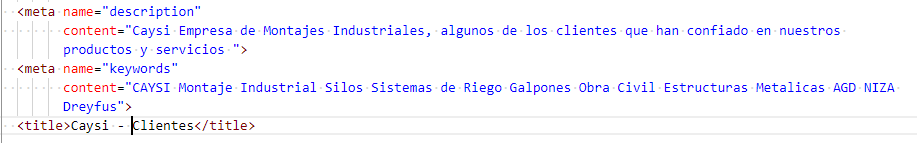 <meta name="description"
content="Caysi Empresa de Montajes Industriales, algunos de los clientes que han confiado en nuestros
productos y servicios ">
<meta name="keywords"
content="CAYSI Montaje Industrial Silos Sistemas de Riego Galpones Obra Civil Estructuras Metalicas AGD NIZA
Dreyfus">
<title>Caysi - Clientes</title>